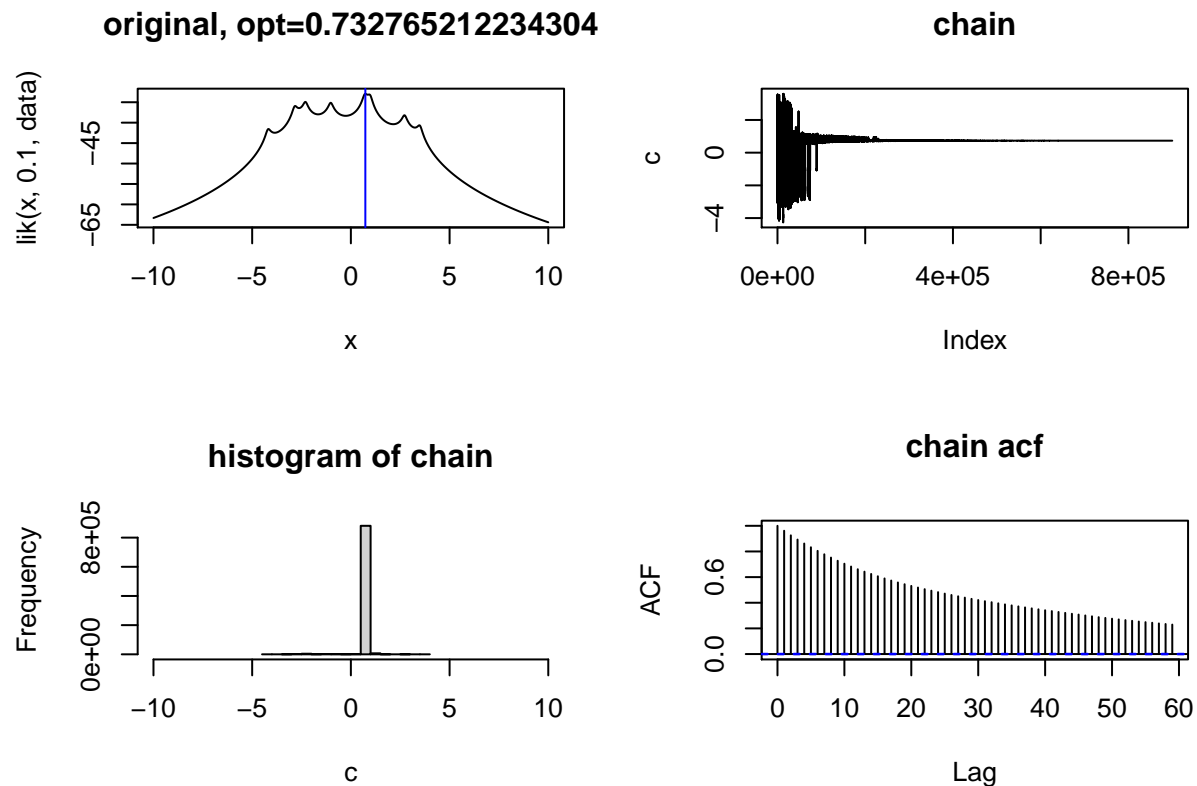 original, opt=0.732765212234304
lik(x, 0.1, data)
−45
−65
−10 −5 0 5 10
x
chain
c
0
−4
0e+00 4e+05 8e+05
Index
histogram of chain
Frequency
8e+05
0e+00
−10 −5 0 5 10
c
chain acf
ACF
0.6
0.0
0 10 20 30 40 50 60
Lag